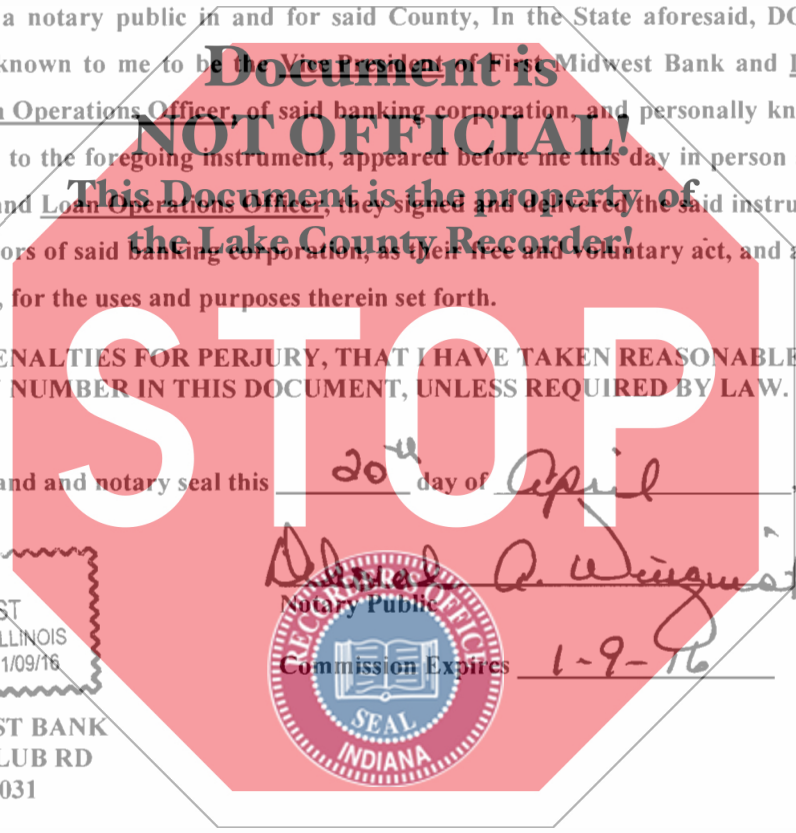 a notary public in and for said County, In the State aforesaid, DO
known to me to be the Vice President of First Midwest Bank and
Document is
Operations Officer, of said banking corporation, and personally kn
NOT OFFICIAL!
to the foregoing instrument, appeared before me this day in person
This Document is the property of
and Loan Operations Officer, they signed and delivered the said instru
the Lake County Recorder!
ors of said banking corporation, as their free and voluntary act, and a
, for the uses and purposes therein set forth.
STOP
ENALTIES FOR PERJURY, THAT I HAVE TAKEN REASONABLE
NUMBER IN THIS DOCUMENT, UNLESS REQUIRED BY LAW.
and and notary seal this 20th day of April
Deborah A.
Notary Public
ST
LLINOIS
1/09/16
Commission Expires 1-9-16
RECORDER'S OFFICE
SEAL
INDIANA
ST BANK
LUB RD
031